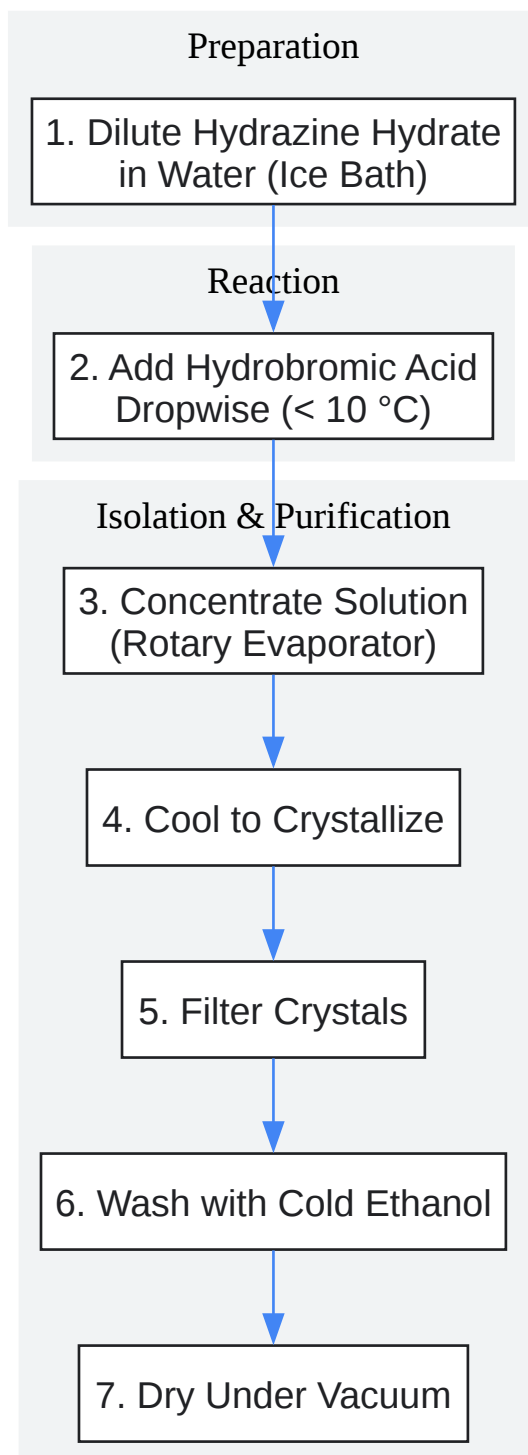 Preparation
1. Dilute Hydrazine Hydrate
in Water (Ice Bath)
Reaction
2. Add Hydrobromic Acid
Dropwise (< 10 °C)
Isolation & Purification
3. Concentrate Solution
(Rotary Evaporator)
4. Cool to Crystallize
5. Filter Crystals
6. Wash with Cold Ethanol
7. Dry Under Vacuum